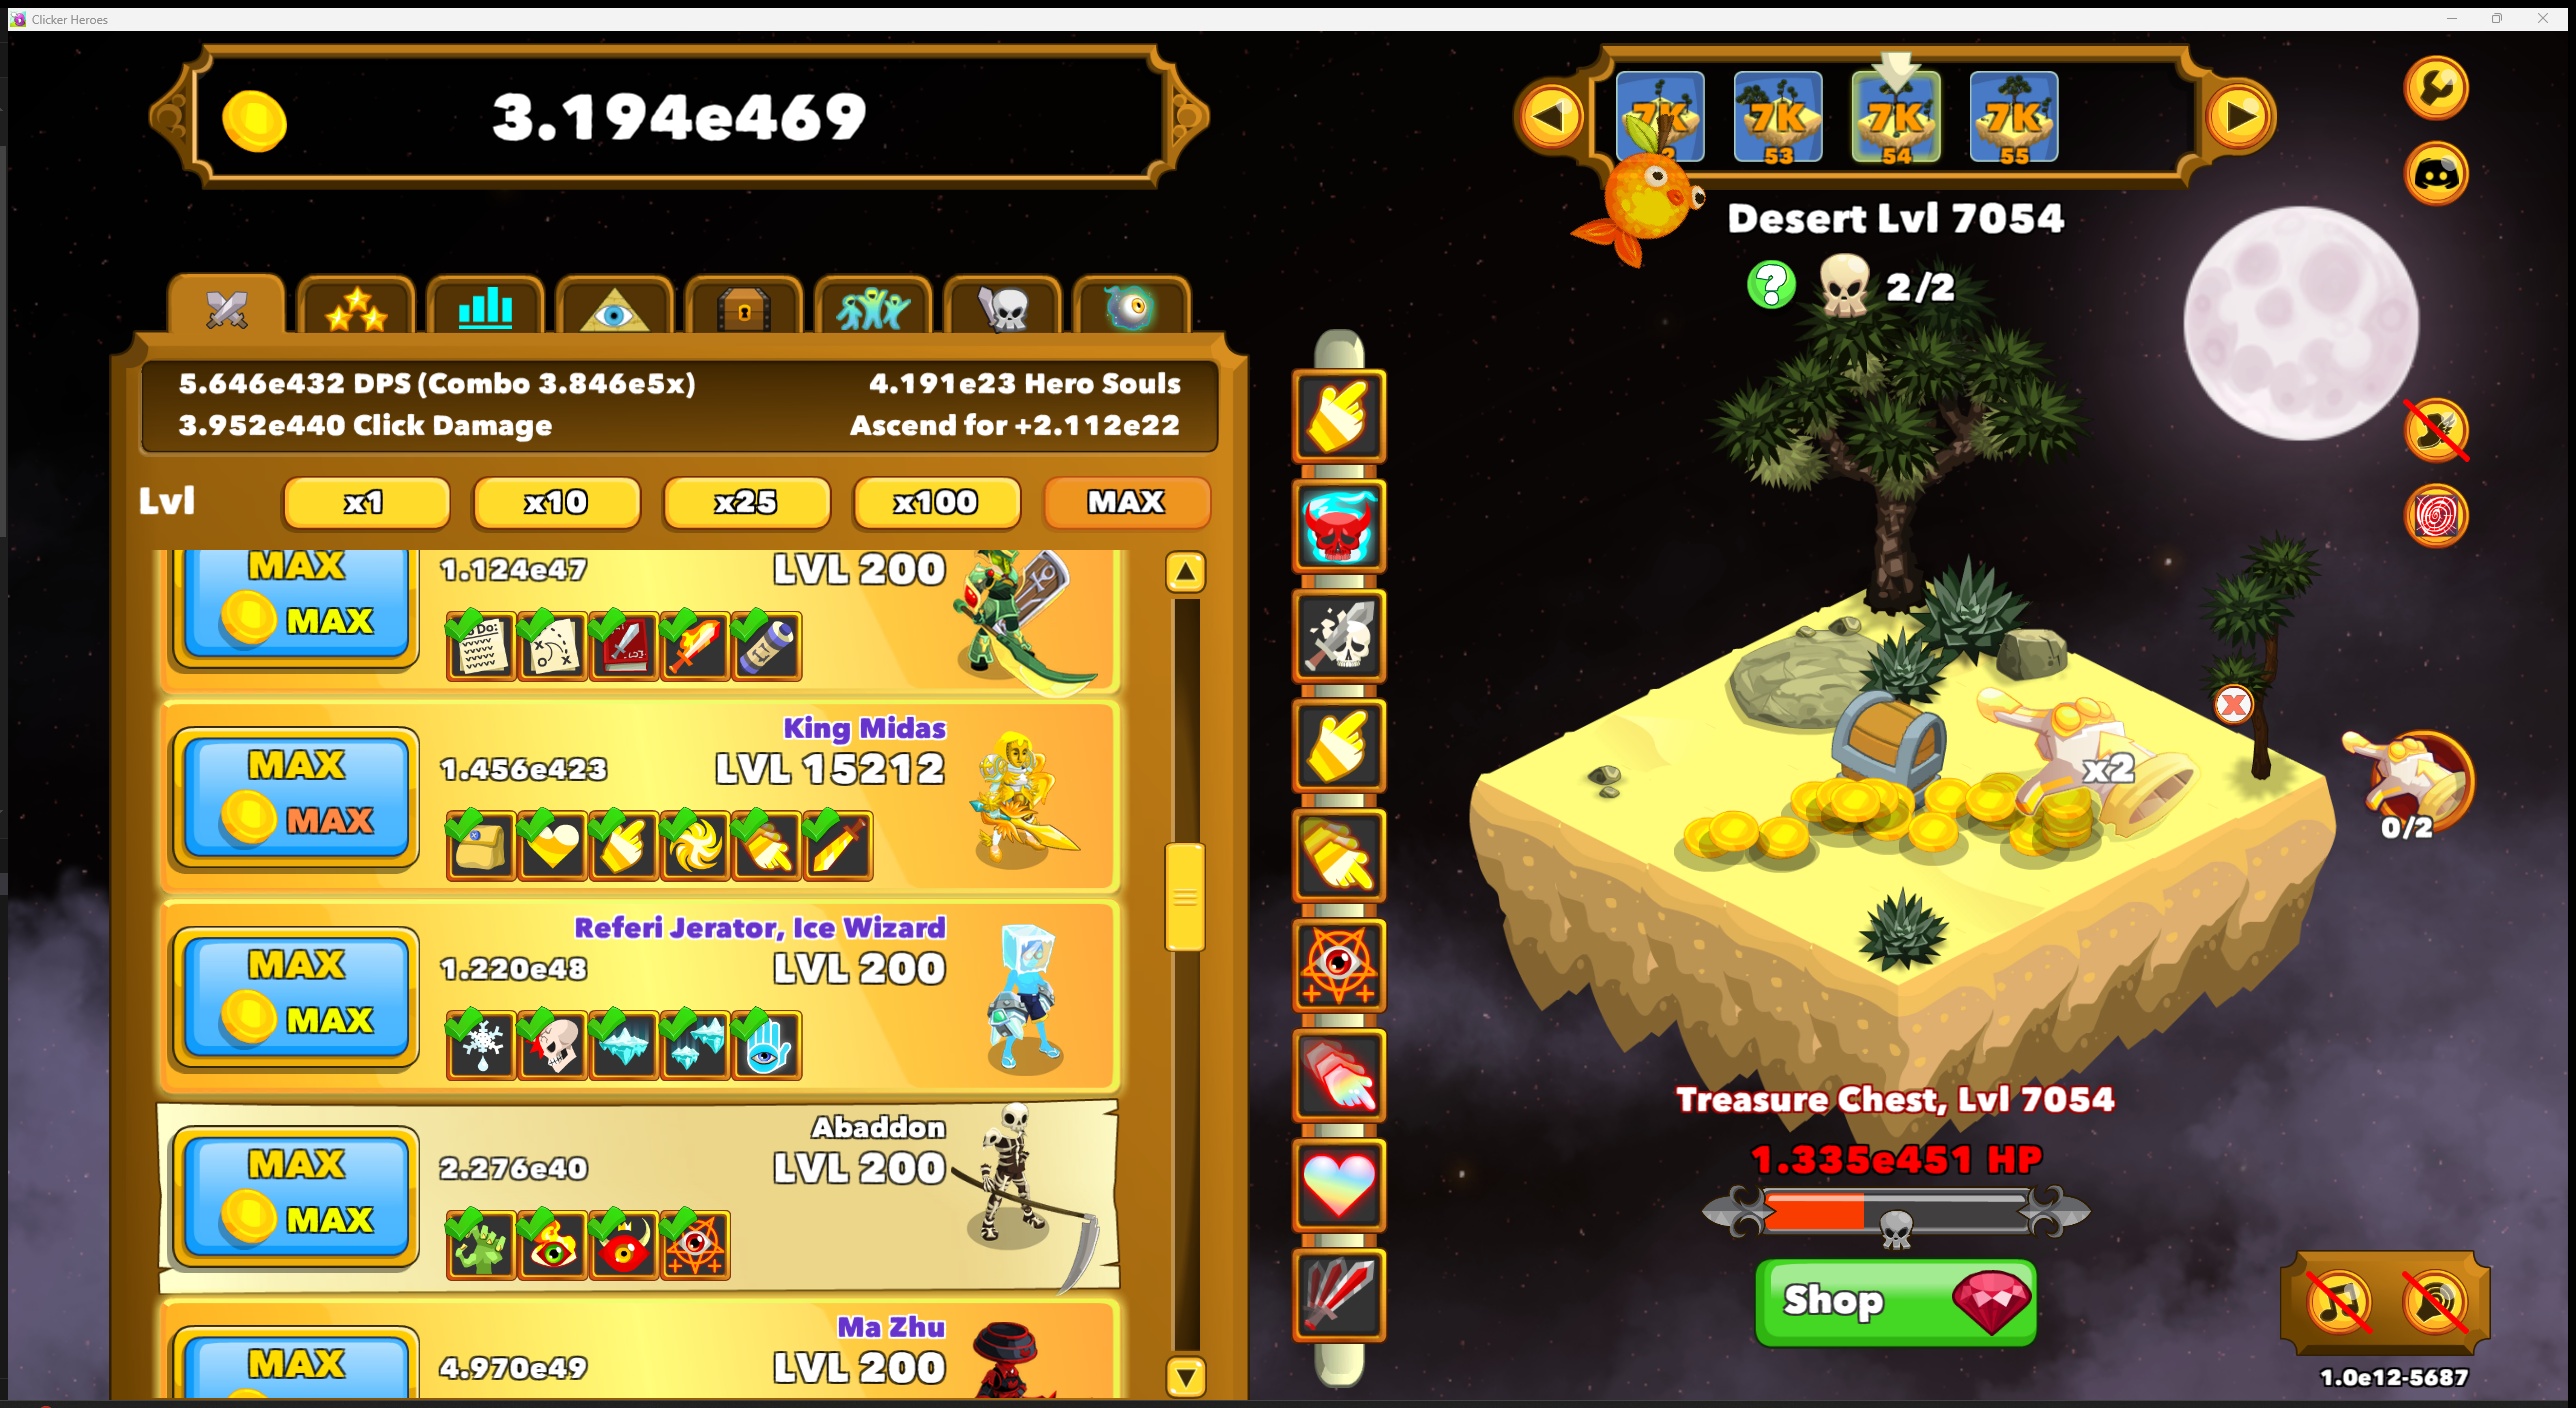 Clicker Heroes
3.194e469
7K
53
7K
54
7K
55
Desert Lvl 7054
2/2
5.646e432 DPS (Combo 3.846e5x)
4.191e23 Hero Souls
3.952e440 Click Damage
Ascend for +2.112e22
Lvl
x1
x10
x25
x100
MAX
MAX
MAX
1.124e47
LVL 200
King Midas
MAX
MAX
1.456e423
LVL 15212
Referi Jerator, Ice Wizard
MAX
MAX
1.220e48
LVL 200
Abaddon
MAX
MAX
2.276e40
LVL 200
Ma Zhu
MAX
4.970e49
LVL 200
x2
0/2
Treasure Chest, Lvl 7054
1.335e451 HP
Shop
1.0e12-5687